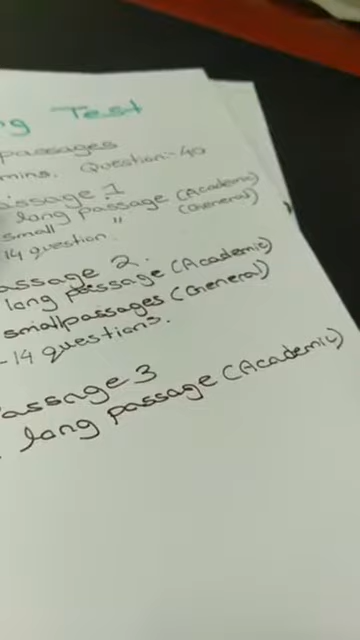 g Test
passages
mins. Question:- 40
assage 1
long passage (Academic)
small " (General)
14 question.
assage 2.
long passage (Academic)
smallpassages (General)
-14 questions.
assage 3
long passage (Academic)